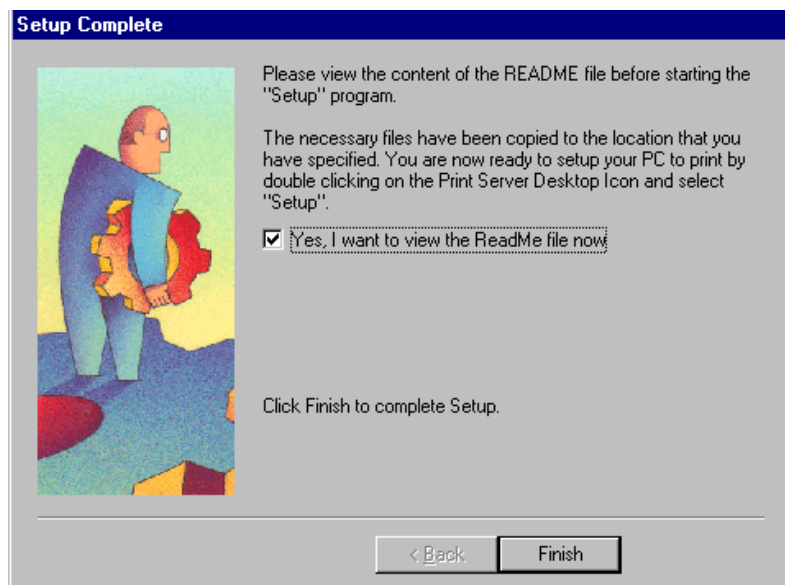 Setup Complete
Please view the content of the README file before starting the
"Setup" program.
The necessary files have been copied to the location that you
have specified. You are now ready to setup your PC to print by
double clicking on the Print Server Desktop Icon and select
"Setup".
Yes, I want to view the ReadMe file now
Click Finish to complete Setup.
< Back
Finish